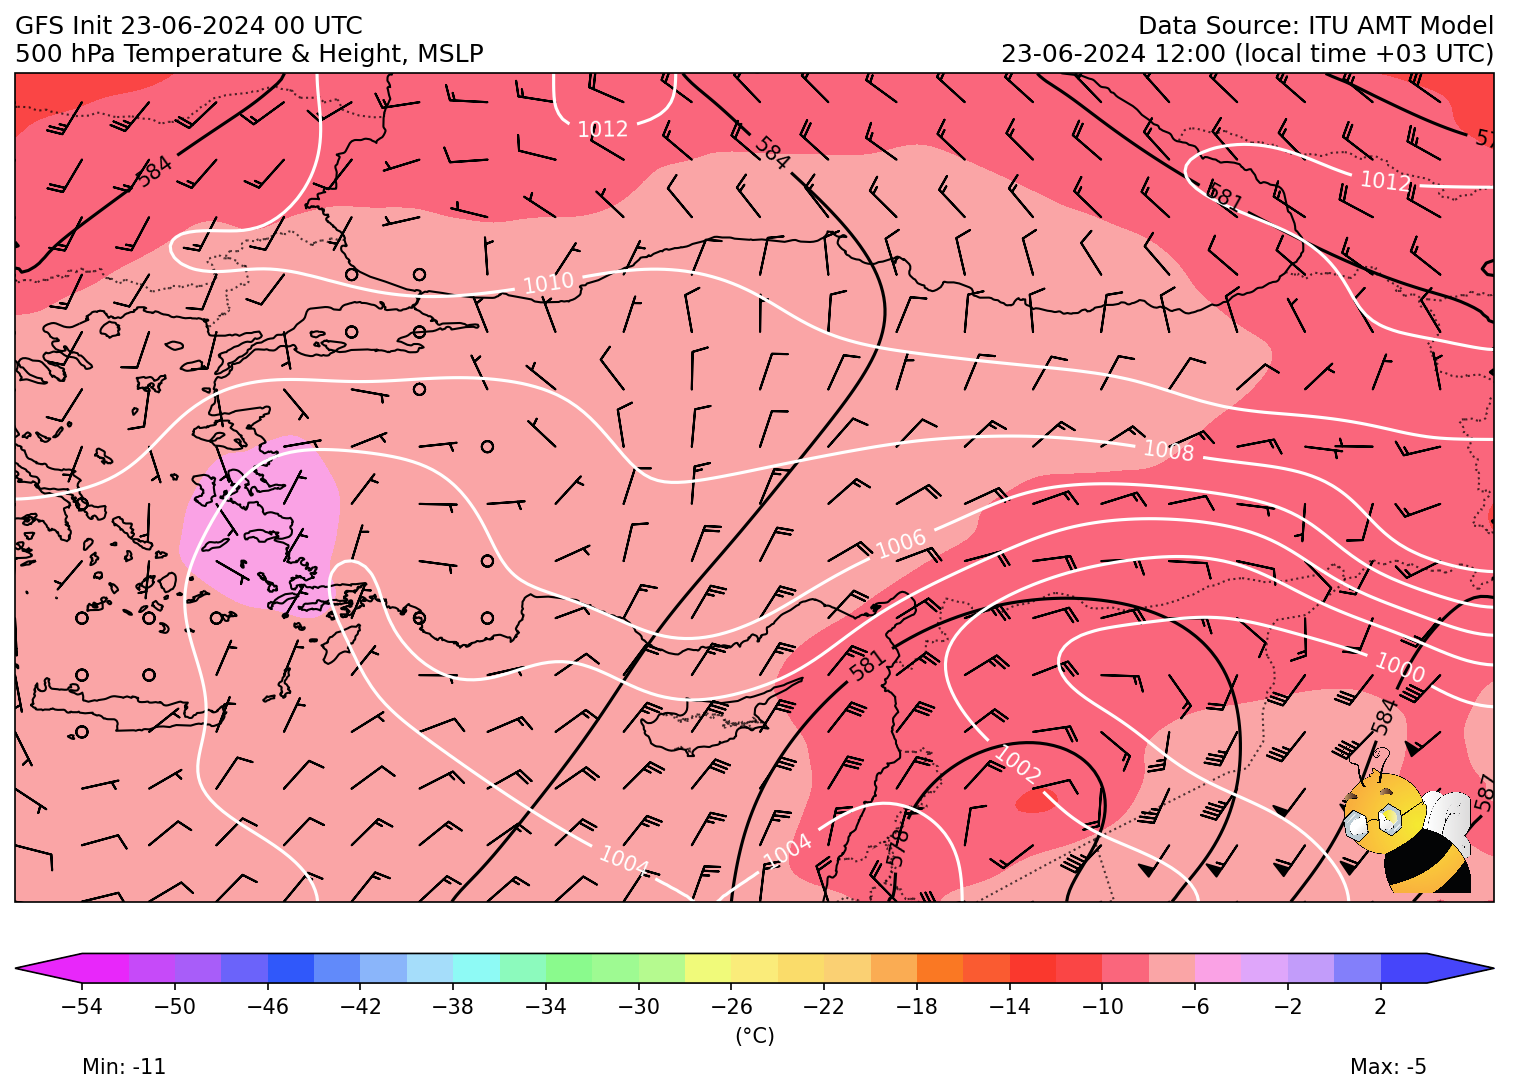 GFS Init 23-06-2024 00 UTC
500 hPa Temperature & Height, MSLP
Data Source: ITU AMT Model
23-06-2024 12:00 (local time +03 UTC)
1012
584
584
57
1012
581
1010
1008
1006
581
1000
584
1002
587
1004
1004
578
−54 −50 −46 −42 −38 −34 −30 −26 −22 −18 −14 −10 −6 −2 2
(°C)
Min: -11
Max: -5